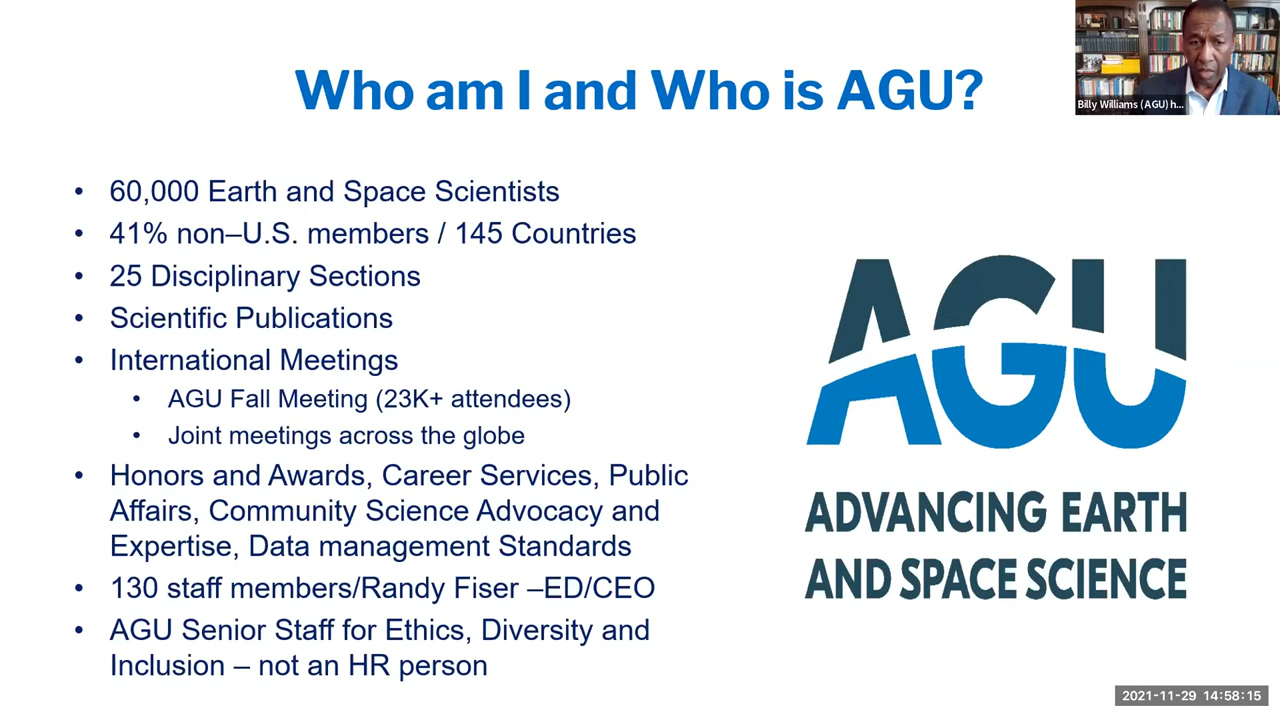 Who am I and Who is AGU?
Billy Williams (AGU) h...
• 60,000 Earth and Space Scientists
• 41% non–U.S. members / 145 Countries
• 25 Disciplinary Sections
• Scientific Publications
• International Meetings
• AGU Fall Meeting (23K+ attendees)
• Joint meetings across the globe
• Honors and Awards, Career Services, Public
Affairs, Community Science Advocacy and
Expertise, Data management Standards
• 130 staff members/Randy Fiser –ED/CEO
• AGU Senior Staff for Ethics, Diversity and
Inclusion – not an HR person
AGU
ADVANCING EARTH
AND SPACE SCIENCE
2021-11-29 14:58:15